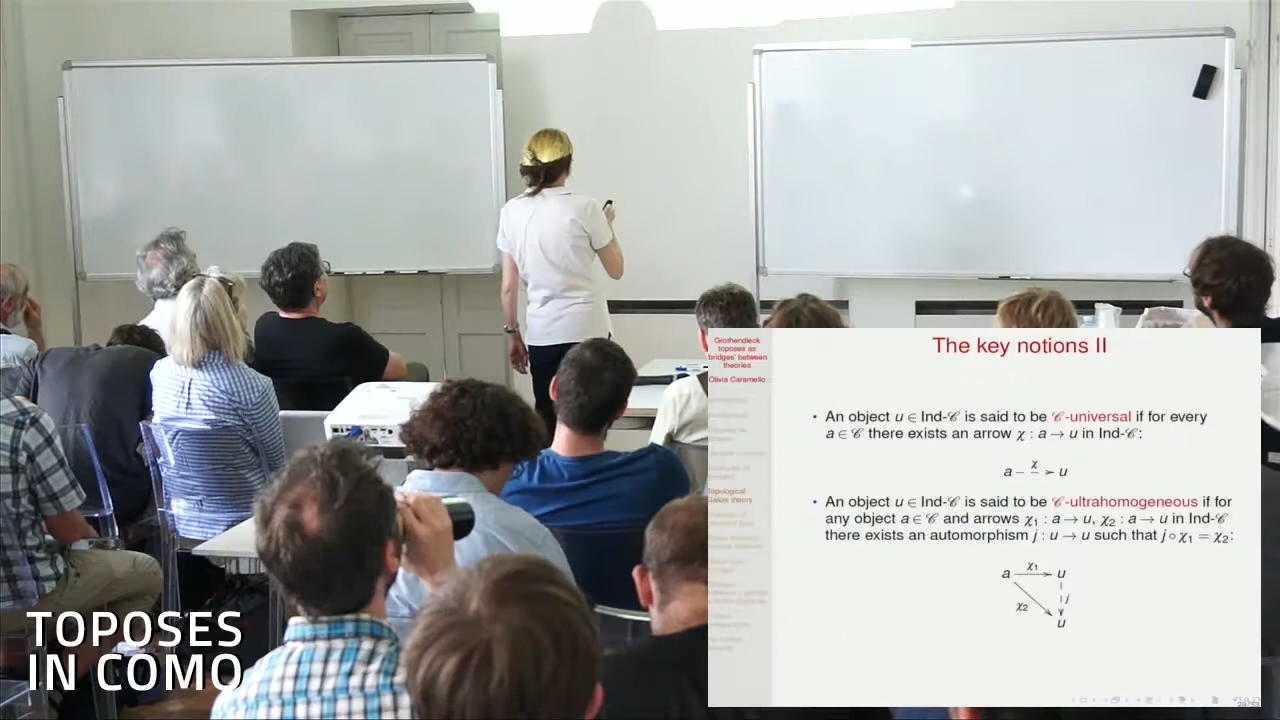 TOPOSES
IN COMO
Grothendieck
toposes as
'bridges' between
theories
Olivia Caramello
Topological
Galois theory
The key notions II
• An object u ∈ Ind-𝒞 is said to be 𝒞-universal if for every
a ∈ 𝒞 there exists an arrow χ : a → u in Ind-𝒞:
a – χ – ≻ u
• An object u ∈ Ind-𝒞 is said to be 𝒞-ultrahomogeneous if for
any object a ∈ 𝒞 and arrows χ₁ : a → u, χ₂ : a → u in Ind-𝒞
there exists an automorphism j : u → u such that j ∘ χ₁ = χ₂:
a χ₁ → u
χ₂ j
u